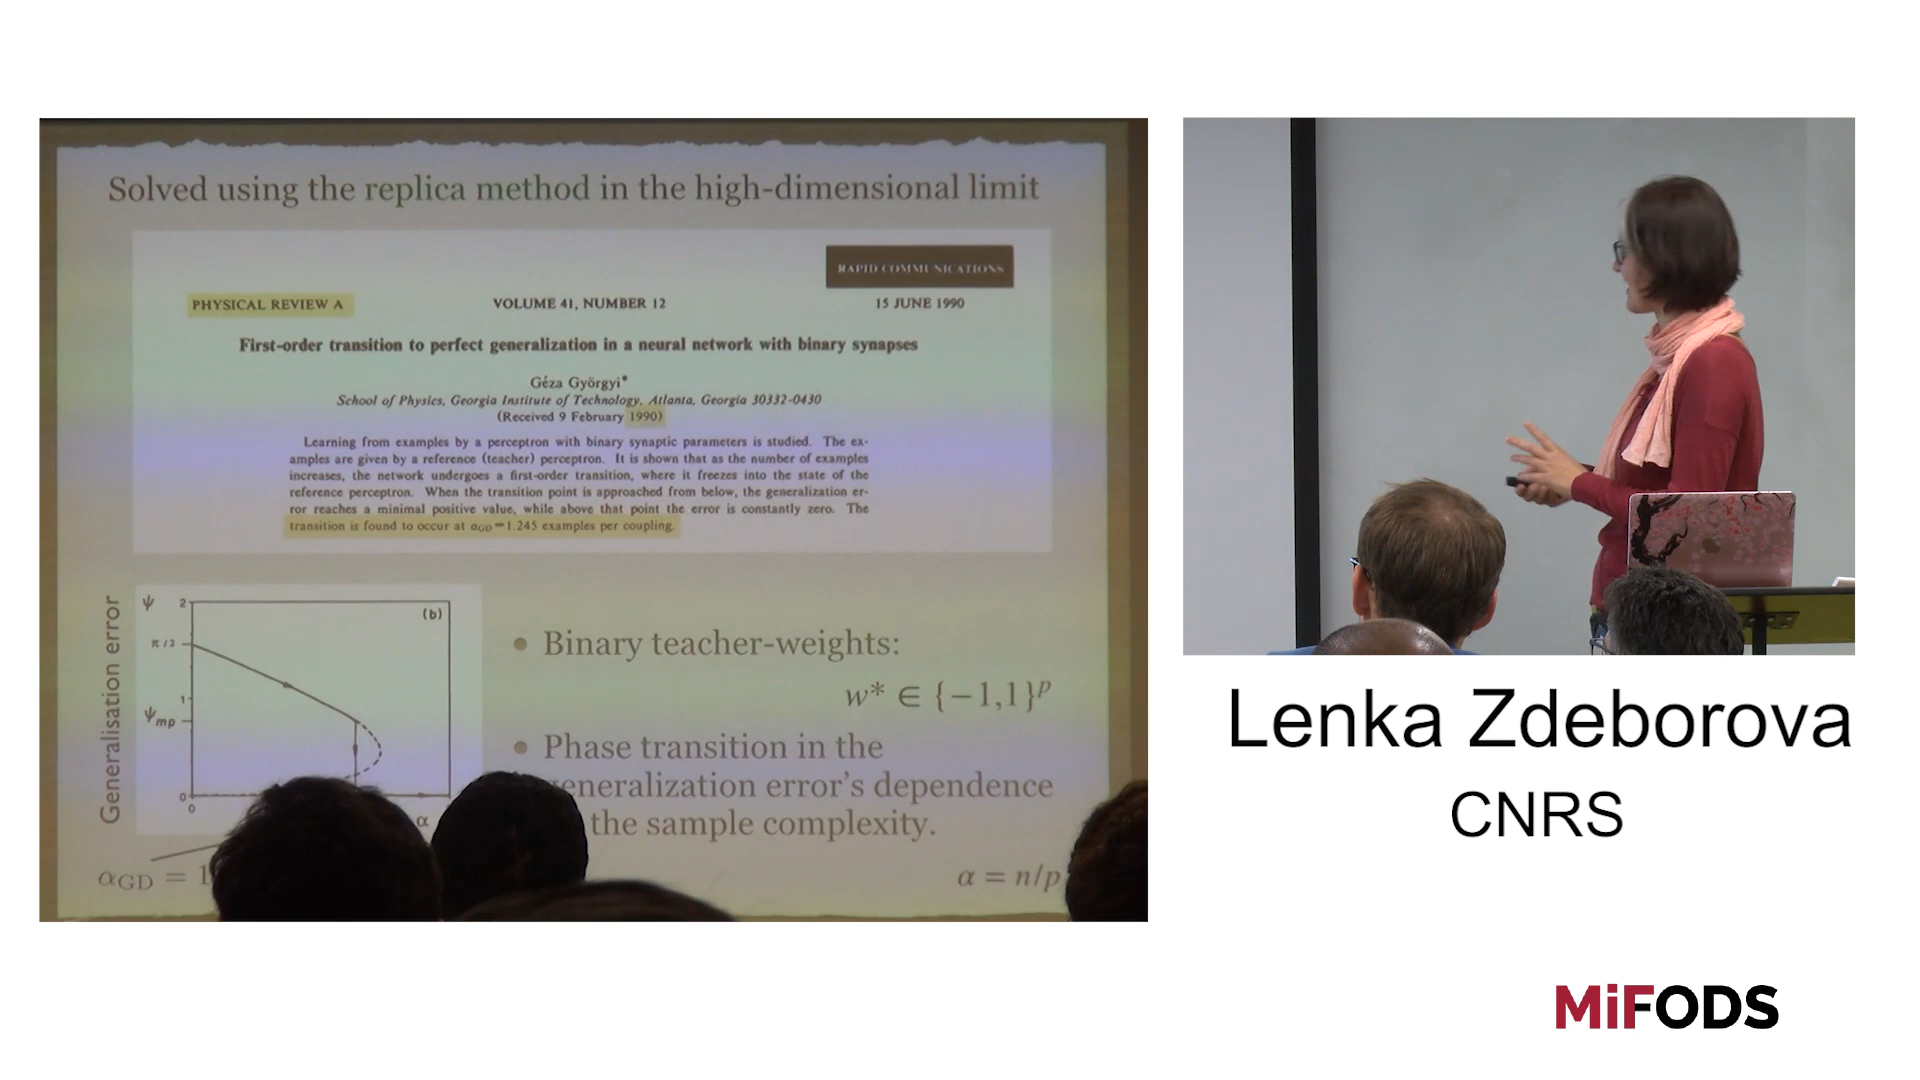 Solved using the replica method in the high-dimensional limit
RAPID COMMUNICATIONS
PHYSICAL REVIEW A VOLUME 41, NUMBER 12 15 JUNE 1990
First-order transition to perfect generalization in a neural network with binary synapses
Géza Györgyi*
School of Physics, Georgia Institute of Technology, Atlanta, Georgia 30332-0430
(Received 9 February 1990)
Learning from examples by a perceptron with binary synaptic parameters is studied. The ex-
amples are given by a reference (teacher) perceptron. It is shown that as the number of examples
increases, the network undergoes a first-order transition, where it freezes into the state of the
reference perceptron. When the transition point is approached from below, the generalization er-
ror reaches a minimal positive value, while above that point the error is constantly zero. The
transition is found to occur at αGD=1.245 examples per coupling.
Generalisation error
ψ 2 (b)
π/2
1
ψmp
0
0
α
• Binary teacher-weights:
w* ∈ {−1,1}ᵖ
• Phase transition in the
eneralization error's dependence
the sample complexity.
αGD = 1
α = n/p
Lenka Zdeborova
CNRS
MiFODS